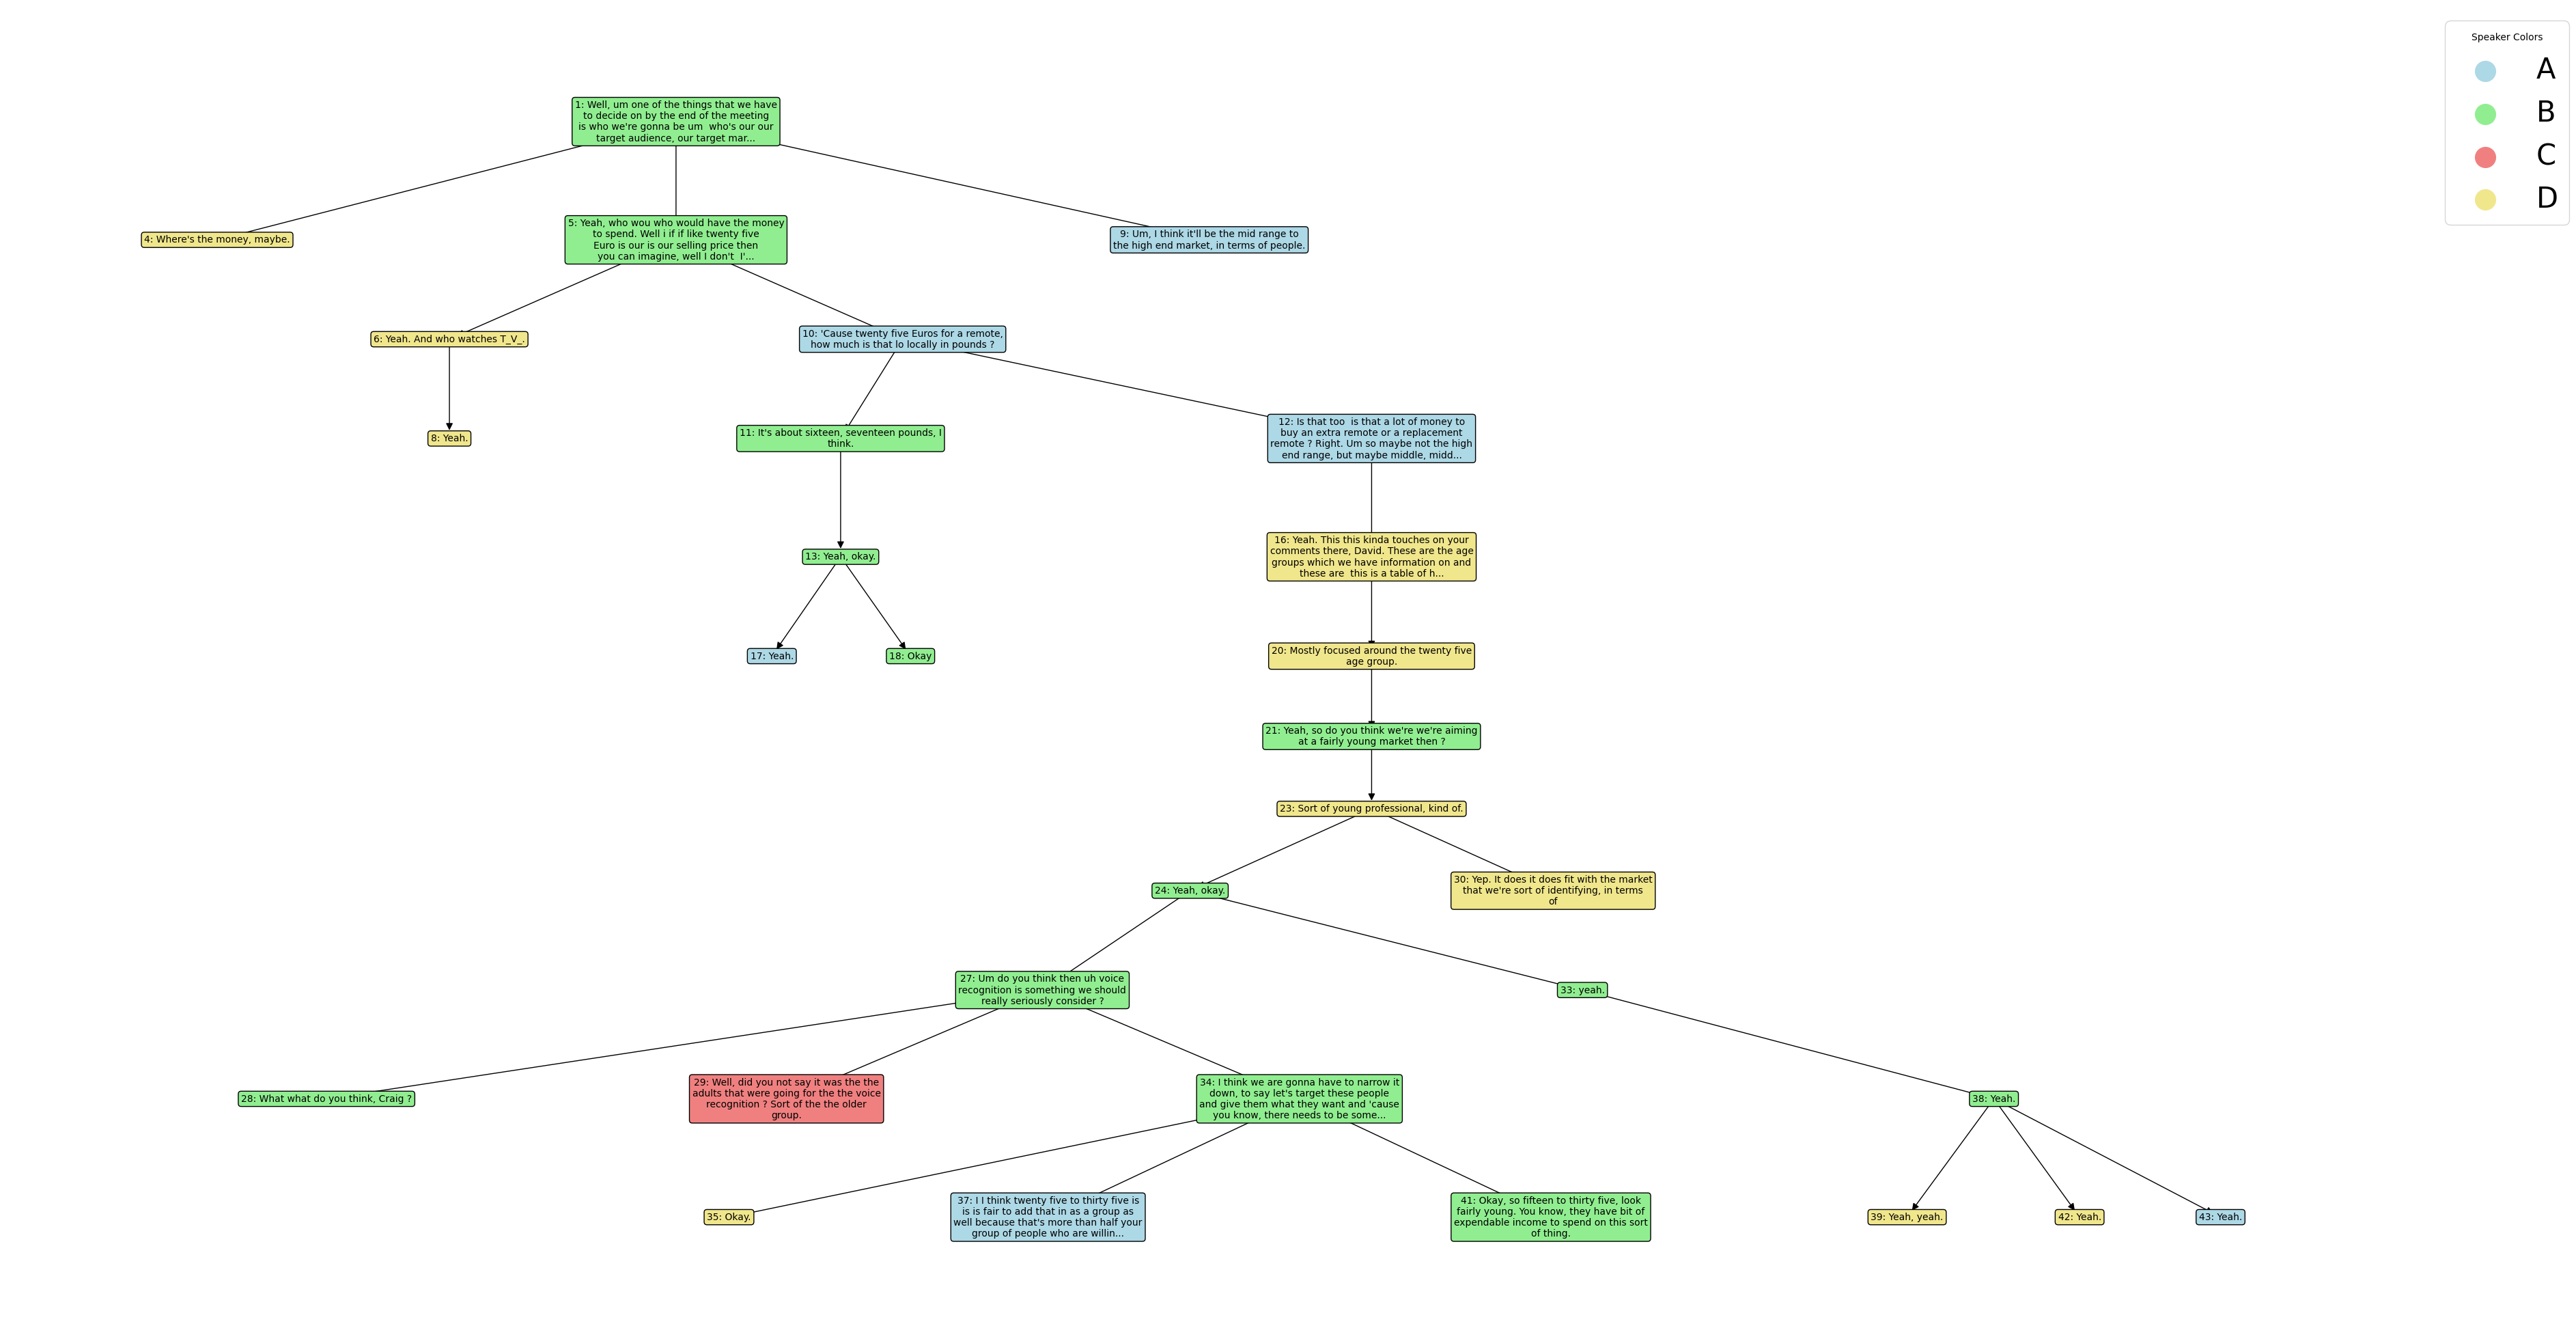 Speaker Colors
A
B
C
D
1: Well, um one of the things that we have
to decide on by the end of the meeting
is who we're gonna be um  who's our our
target audience, our target mar...
4: Where's the money, maybe.
5: Yeah, who wou who would have the money
to spend. Well i if if like twenty five
Euro is our is our selling price then
you can imagine, well I don't  I'...
9: Um, I think it'll be the mid range to
the high end market, in terms of people.
6: Yeah. And who watches T_V_.
10: 'Cause twenty five Euros for a remote,
how much is that lo locally in pounds ?
8: Yeah.
11: It's about sixteen, seventeen pounds, I
think.
12: Is that too  is that a lot of money to
buy an extra remote or a replacement
remote ? Right. Um so maybe not the high
end range, but maybe middle, midd...
13: Yeah, okay.
16: Yeah. This this kinda touches on your
comments there, David. These are the age
groups which we have information on and
these are  this is a table of h...
17: Yeah.
18: Okay
20: Mostly focused around the twenty five
age group.
21: Yeah, so do you think we're we're aiming
at a fairly young market then ?
23: Sort of young professional, kind of.
24: Yeah, okay.
30: Yep. It does it does fit with the market
that we're sort of identifying, in terms
of
27: Um do you think then uh voice
recognition is something we should
really seriously consider ?
33: yeah.
28: What what do you think, Craig ?
29: Well, did you not say it was the the
adults that were going for the the voice
recognition ? Sort of the the older
group.
34: I think we are gonna have to narrow it
down, to say let's target these people
and give them what they want and 'cause
you know, there needs to be some...
38: Yeah.
35: Okay.
37: I I think twenty five to thirty five is
is is fair to add that in as a group as
well because that's more than half your
group of people who are willin...
41: Okay, so fifteen to thirty five, look
fairly young. You know, they have bit of
expendable income to spend on this sort
of thing.
39: Yeah, yeah.
42: Yeah.
43: Yeah.